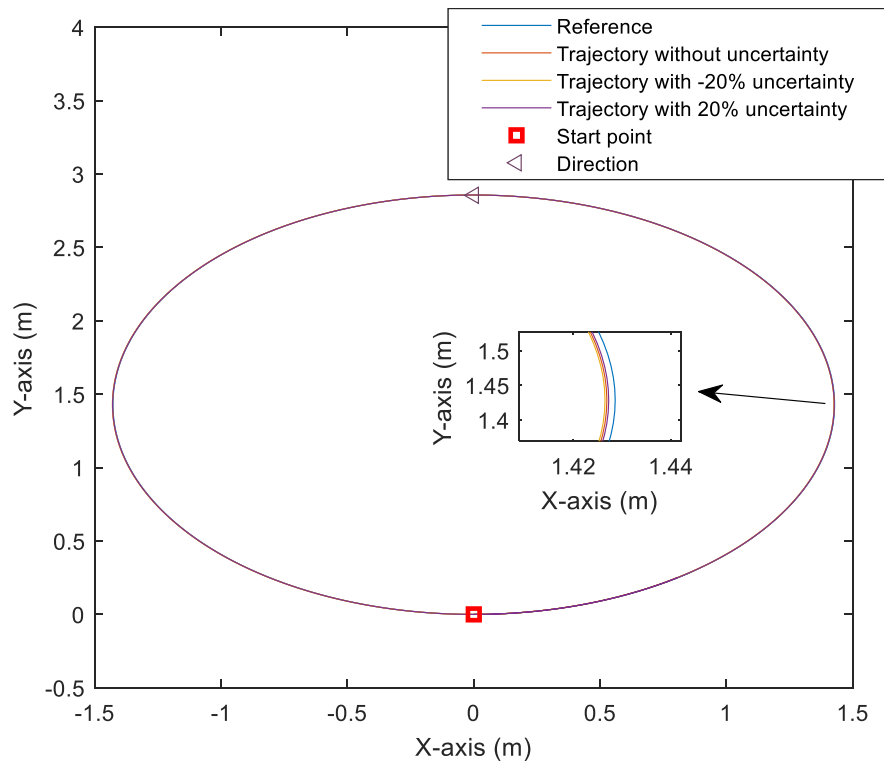 Reference
Trajectory without uncertainty
Trajectory with -20% uncertainty
Trajectory with 20% uncertainty
Start point
Direction
4
3.5
3
2.5
2
1.5
1
0.5
0
-0.5
Y-axis (m)
-1.5
-1
-0.5
0
0.5
1
1.5
X-axis (m)
1.5
1.45
1.4
Y-axis (m)
1.42
1.44
X-axis (m)